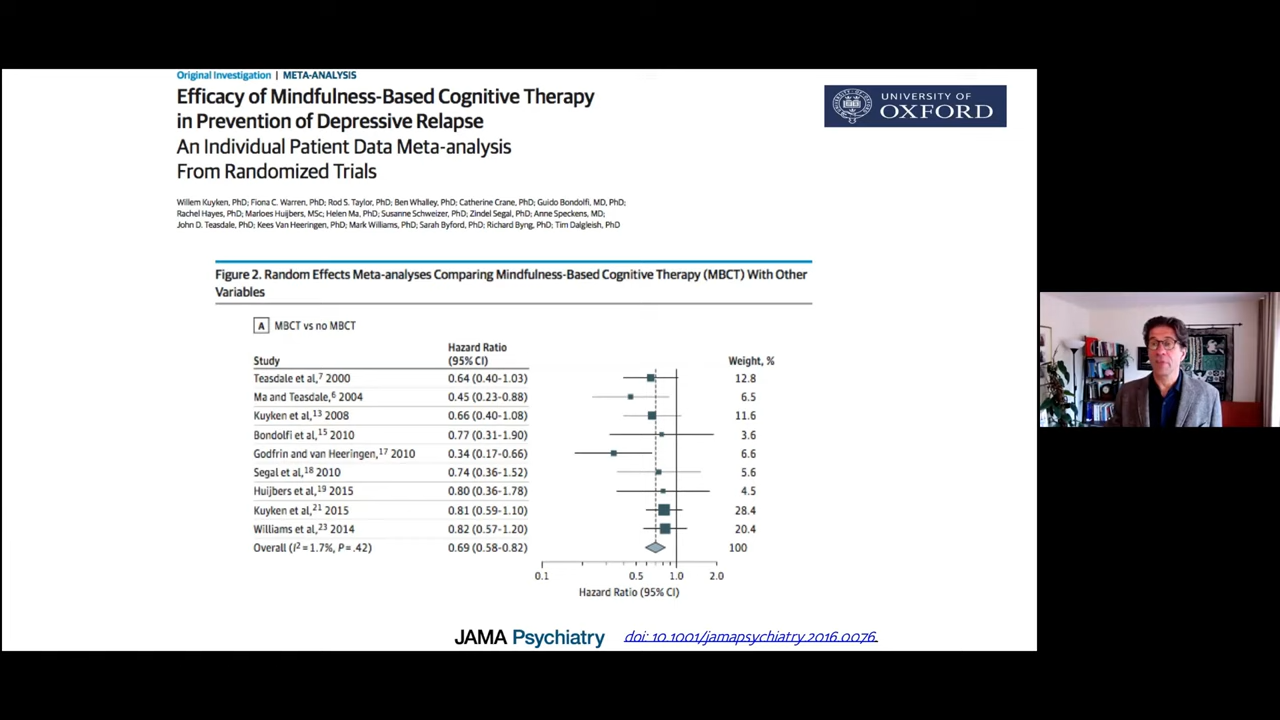 Original Investigation | META-ANALYSIS
Efficacy of Mindfulness-Based Cognitive Therapy
in Prevention of Depressive Relapse
An Individual Patient Data Meta-analysis
From Randomized Trials
UNIVERSITY OF
OXFORD
Willem Kuyken, PhD; Fiona C. Warren, PhD; Rod S. Taylor, PhD; Ben Whalley, PhD; Catherine Crane, PhD; Guido Bondolfi, MD, PhD;
Rachel Hayes, PhD; Marloes Huijbers, MSc; Helen Ma, PhD; Susanne Schweizer, PhD; Zindel Segal, PhD; Anne Speckens, MD;
John D. Teasdale, PhD; Kees Van Heeringen, PhD; Mark Williams, PhD; Sarah Byford, PhD; Richard Byng, PhD; Tim Dalgleish, PhD
Figure 2. Random Effects Meta-analyses Comparing Mindfulness-Based Cognitive Therapy (MBCT) With Other
Variables
A MBCT vs no MBCT
Hazard Ratio
Study (95% CI) Weight, %
Teasdale et al,7 2000 0.64 (0.40-1.03) 12.8
Ma and Teasdale,6 2004 0.45 (0.23-0.88) 6.5
Kuyken et al,13 2008 0.66 (0.40-1.08) 11.6
Bondolfi et al,15 2010 0.77 (0.31-1.90) 3.6
Godfrin and van Heeringen,17 2010 0.34 (0.17-0.66) 6.6
Segal et al,18 2010 0.74 (0.36-1.52) 5.6
Huijbers et al,19 2015 0.80 (0.36-1.78) 4.5
Kuyken et al,21 2015 0.81 (0.59-1.10) 28.4
Williams et al,23 2014 0.82 (0.57-1.20) 20.4
Overall (I2 = 1.7%, P = .42) 0.69 (0.58-0.82) 100
0.1 0.5 1.0 2.0
Hazard Ratio (95% CI)
JAMA Psychiatry doi: 10.1001/jamapsychiatry.2016.0076.